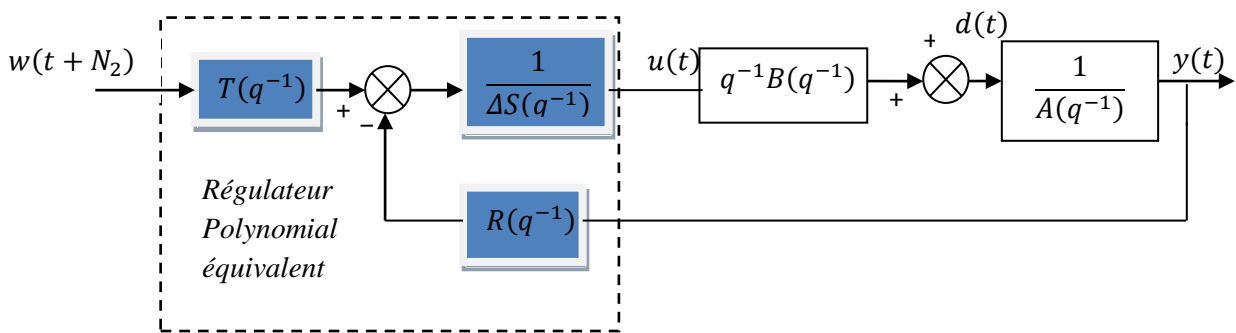 w(t + N₂)
T(q⁻¹)
+
−
1
ΔS(q⁻¹)
u(t)
q⁻¹B(q⁻¹)
+
+
d(t)
1
A(q⁻¹)
y(t)
R(q⁻¹)
Régulateur
Polynomial
équivalent